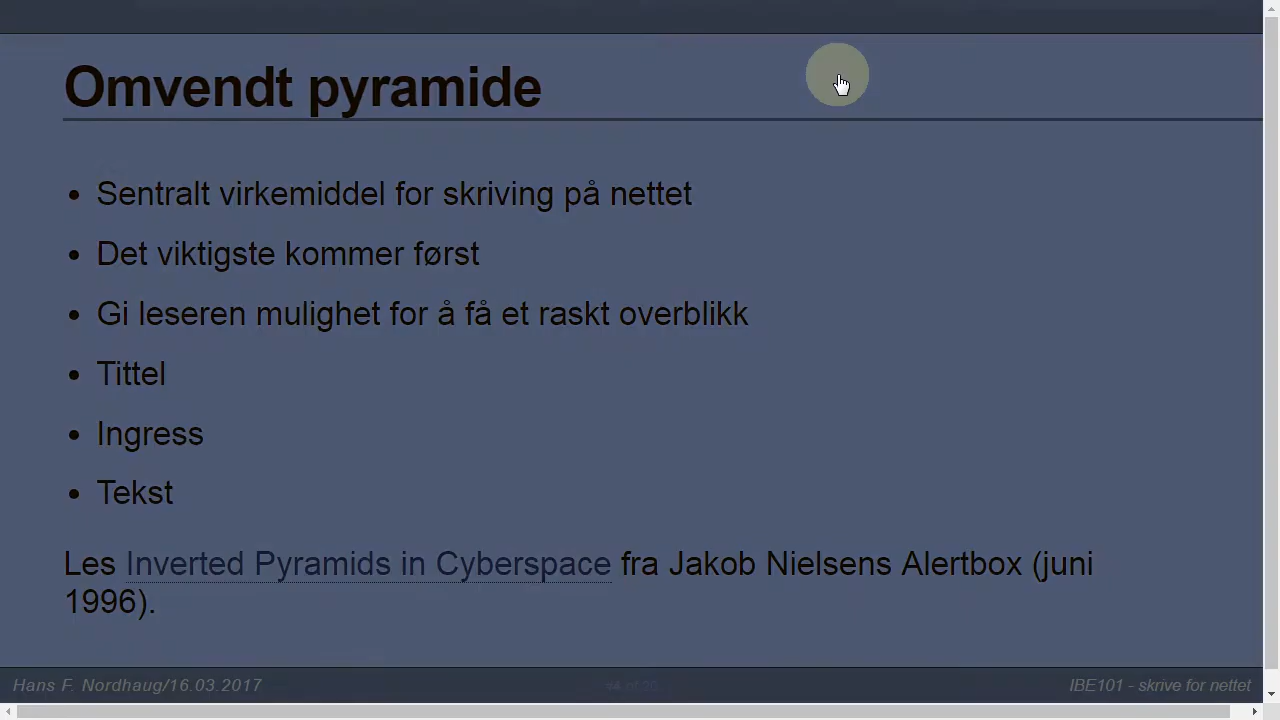 Omvendt pyramide
Sentralt virkemiddel for skriving på nettet
Det viktigste kommer først
Gi leseren mulighet for å få et raskt overblikk
Tittel
Ingress
Tekst
Les Inverted Pyramids in Cyberspace fra Jakob Nielsens Alertbox (juni
1996).
Hans F. Nordhaug/16.03.2017
IBE101 - skrive for nettet